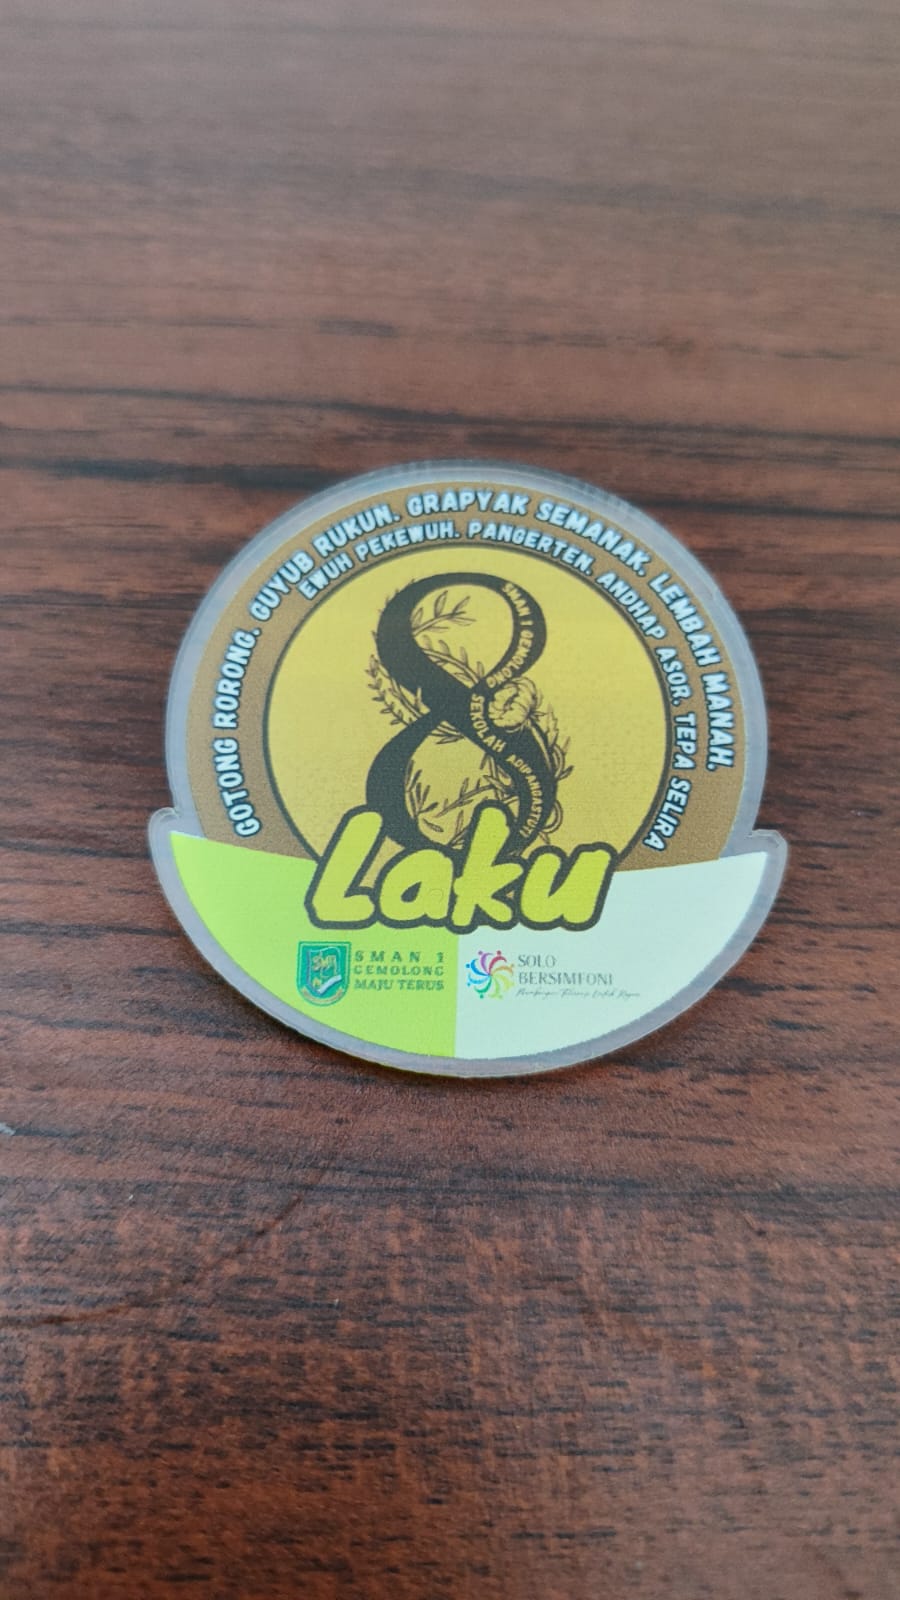 GOTONG RORONG. GUYUB RUKUN. GRAPYAK SEMANAK. LEMBAH MANAH.
EWUH PEKEWUH. PANGERTEN. ANDHAP ASOR. TEPA SELIRA
SMAN 1 GEMOLONG
SEKOLAH ADIPANGASTUTI
8
Laku
SMAN 1
GEMOLONG
MAJU TERUS
SOLO
BERSIMFONI